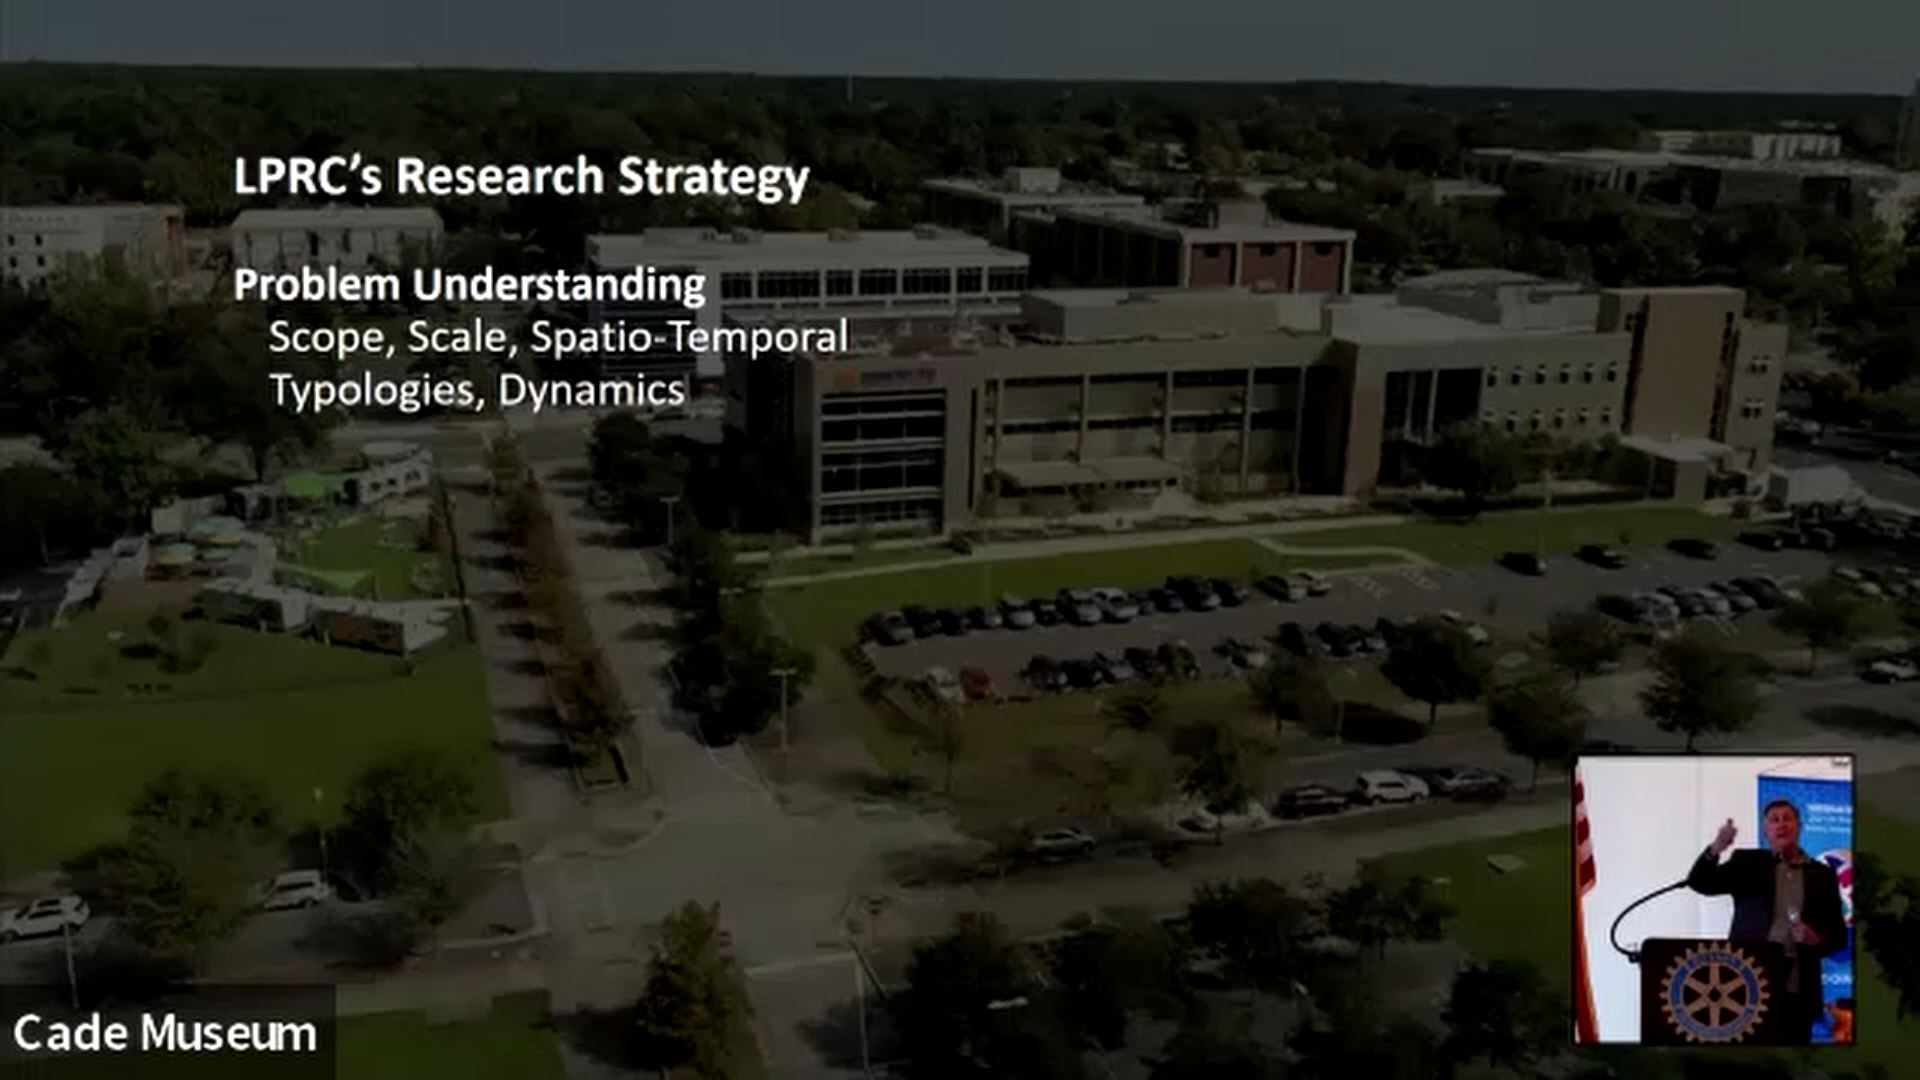 LPRC’s Research Strategy
Problem Understanding
Scope, Scale, Spatio-Temporal
Typologies, Dynamics
Cade Museum